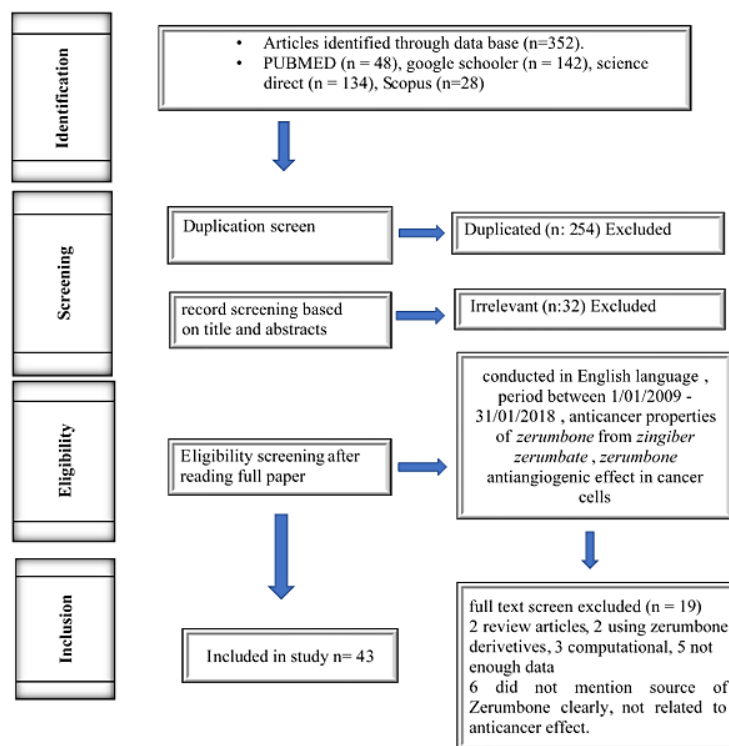 Identification
• Articles identified through data base (n=352).
• PUBMED (n = 48), google schooler (n = 142), science
direct (n = 134), Scopus (n=28)
Screening
Duplication screen
Duplicated (n: 254) Excluded
record screening based
on title and abstracts
Irrelevant (n:32) Excluded
Eligibility
Eligibility screening after
reading full paper
conducted in English language ,
period between 1/01/2009 -
31/01/2018 , anticancer properties
of zerumbone from zingiber
zerumbate , zerumbone
antiangiogenic effect in cancer
cells
Inclusion
Included in study n= 43
full text screen excluded (n = 19)
2 review articles, 2 using zerumbone
derivetives, 3 computational, 5 not
enough data
6 did not mention source of
Zerumbone clearly, not related to
anticancer effect.